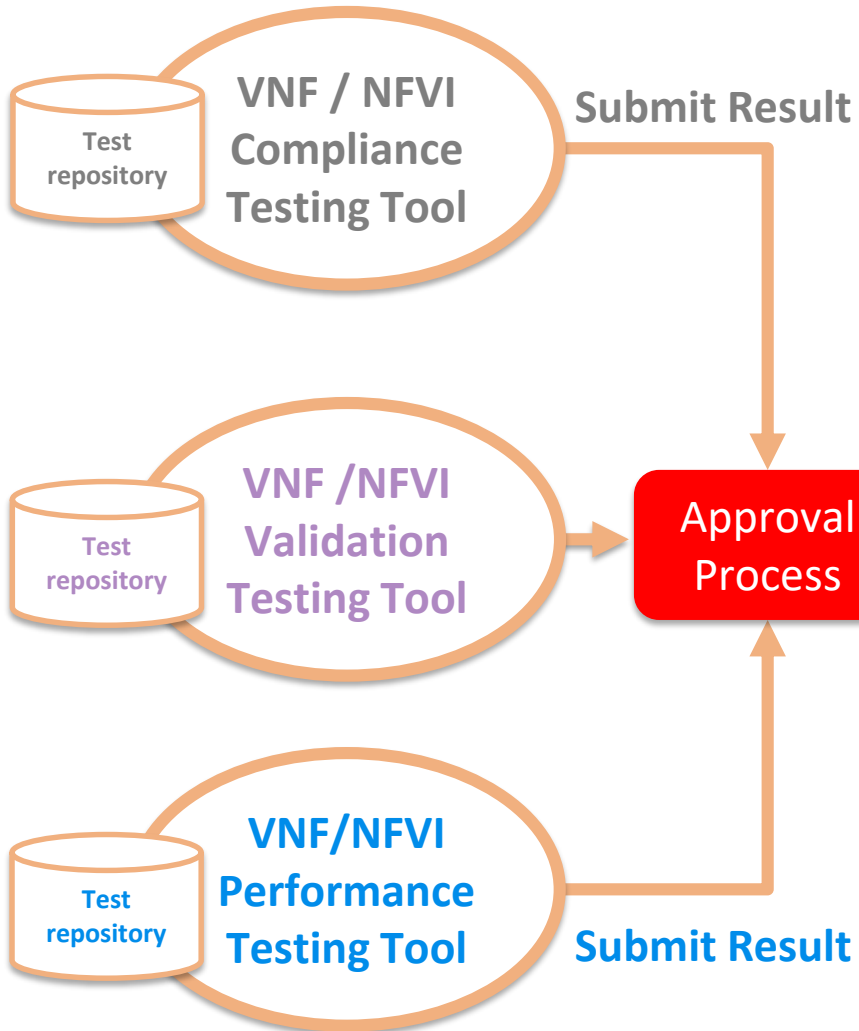 VNF / NFVI
Compliance
Testing Tool
Test
repository
Submit Result
VNF /NFVI
Validation
Testing Tool
Test
repository
Approval
Process
VNF/NFVI
Performance
Testing Tool
Test
repository
Submit Result